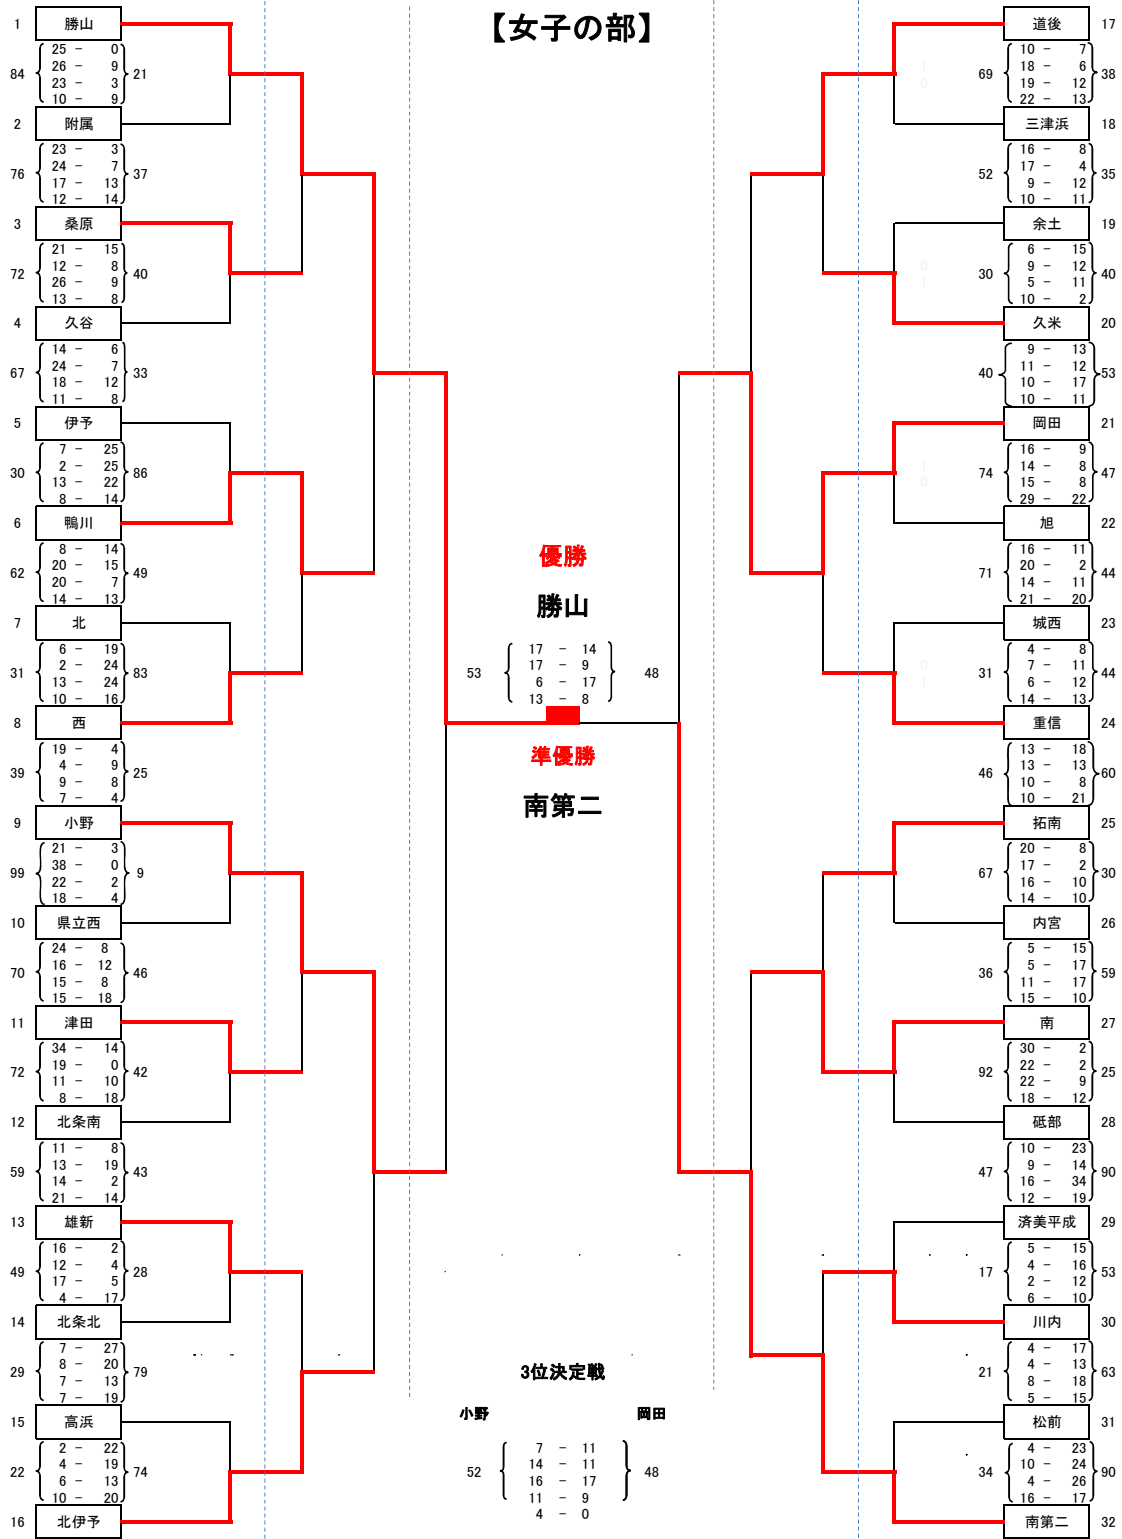 【女子の部】
1 勝山
84 25 - 0 21
26 - 9
23 - 3
10 - 9
2 附属
76 23 - 3 37
24 - 7
17 - 13
12 - 14
3 桑原
72 21 - 15 40
12 - 8
26 - 9
13 - 8
4 久谷
67 14 - 6 33
24 - 7
18 - 12
11 - 8
5 伊予
30 7 - 25 86
2 - 25
13 - 22
8 - 14
6 鴨川
62 8 - 14 49
20 - 15
20 - 7
14 - 13
7 北
31 6 - 19 83
2 - 24
13 - 24
10 - 16
8 西
39 19 - 4 25
4 - 9
9 - 8
7 - 4
9 小野
99 21 - 3 9
38 - 0
22 - 2
18 - 4
10 県立西
70 24 - 8 46
16 - 12
15 - 8
15 - 18
11 津田
72 34 - 14 42
19 - 0
11 - 10
8 - 18
12 北条南
59 11 - 8 43
13 - 19
14 - 2
21 - 14
13 雄新
49 16 - 2 28
12 - 4
17 - 5
4 - 17
14 北条北
29 7 - 27 79
8 - 20
7 - 13
7 - 19
15 高浜
22 2 - 22 74
4 - 19
6 - 13
10 - 20
16 北伊予
優勝
勝山
53 17 - 14 48
17 - 9
6 - 17
13 - 8
準優勝
南第二
3位決定戦
小野 岡田
52 7 - 11 48
14 - 11
16 - 17
11 - 9
4 - 0
道後 17
69 10 - 7 38
18 - 6
19 - 12
22 - 13
1
0
三津浜 18
52 16 - 8 35
17 - 4
9 - 12
10 - 11
余土 19
30 6 - 15 40
9 - 12
5 - 11
10 - 2
0
1
久米 20
40 9 - 13 53
11 - 12
10 - 17
10 - 11
岡田 21
74 16 - 9 47
14 - 8
15 - 8
29 - 22
1
0
旭 22
71 16 - 11 44
20 - 2
14 - 11
21 - 20
城西 23
31 4 - 8 44
7 - 11
6 - 12
14 - 13
0
1
重信 24
46 13 - 18 60
13 - 13
10 - 8
10 - 21
拓南 25
67 20 - 8 30
17 - 2
16 - 10
14 - 10
内宮 26
36 5 - 15 59
5 - 17
11 - 17
15 - 10
南 27
92 30 - 2 25
22 - 2
22 - 9
18 - 12
砥部 28
47 10 - 23 90
9 - 14
16 - 34
12 - 19
済美平成 29
17 5 - 15 53
4 - 16
2 - 12
6 - 10
川内 30
21 4 - 17 63
4 - 13
8 - 18
5 - 15
松前 31
34 4 - 23 90
10 - 24
4 - 26
16 - 17
南第二 32